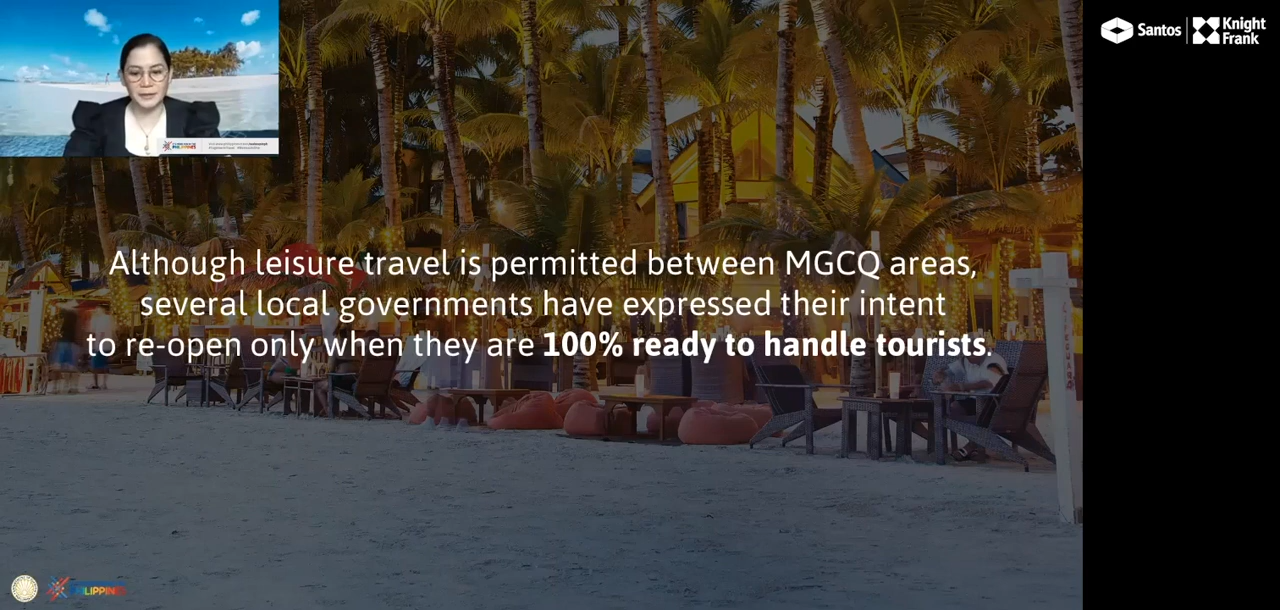 Santos
Knight
Frank
PHILIPPINES
Although leisure travel is permitted between MGCQ areas,
several local governments have expressed their intent
to re-open only when they are 100% ready to handle tourists.